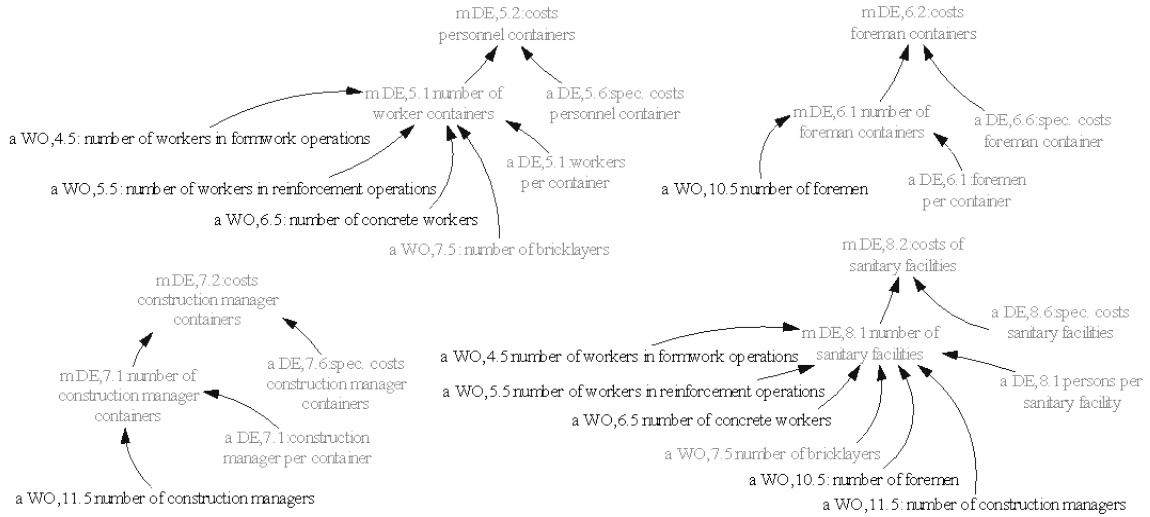 m DE,5.2: costs
personnel containers
m DE,5.1 number of
worker containers
a DE,5.6:spec. costs
personnel container
a WO,4.5: number of workers in formwork operations
a DE,5.1 workers
per container
a WO,5.5: number of workers in reinforcement operations
a WO,6.5: number of concrete workers
a WO,7.5 : number of bricklayers
m DE,6.2: costs
foreman containers
m DE,6.1 number of
foreman containers
a DE,6.6:spec. costs
foreman container
a WO,10.5 number of foremen
a DE,6.1:foremen
per container
m DE,7.2:costs
construction manager
containers
m DE,7.1 number of
construction manager
containers
a DE,7.6:spec. costs
construction manager
containers
a DE,7.1:construction
manager per container
a WO,11.5 number of construction managers
m DE,8.2:costs of
sanitary facilities
a DE,8.6:spec. costs
sanitary facilities
m DE,8.1 number of
sanitary facilities
a WO,4.5 number of workers in formwork operations
a DE,8.1 persons per
sanitary facility
a WO,5.5 number of workers in reinforcement operations
a WO,6.5 number of concrete workers
a WO,7.5 number of bricklayers
a WO,10.5: number of foremen
a WO,11.5: number of construction managers